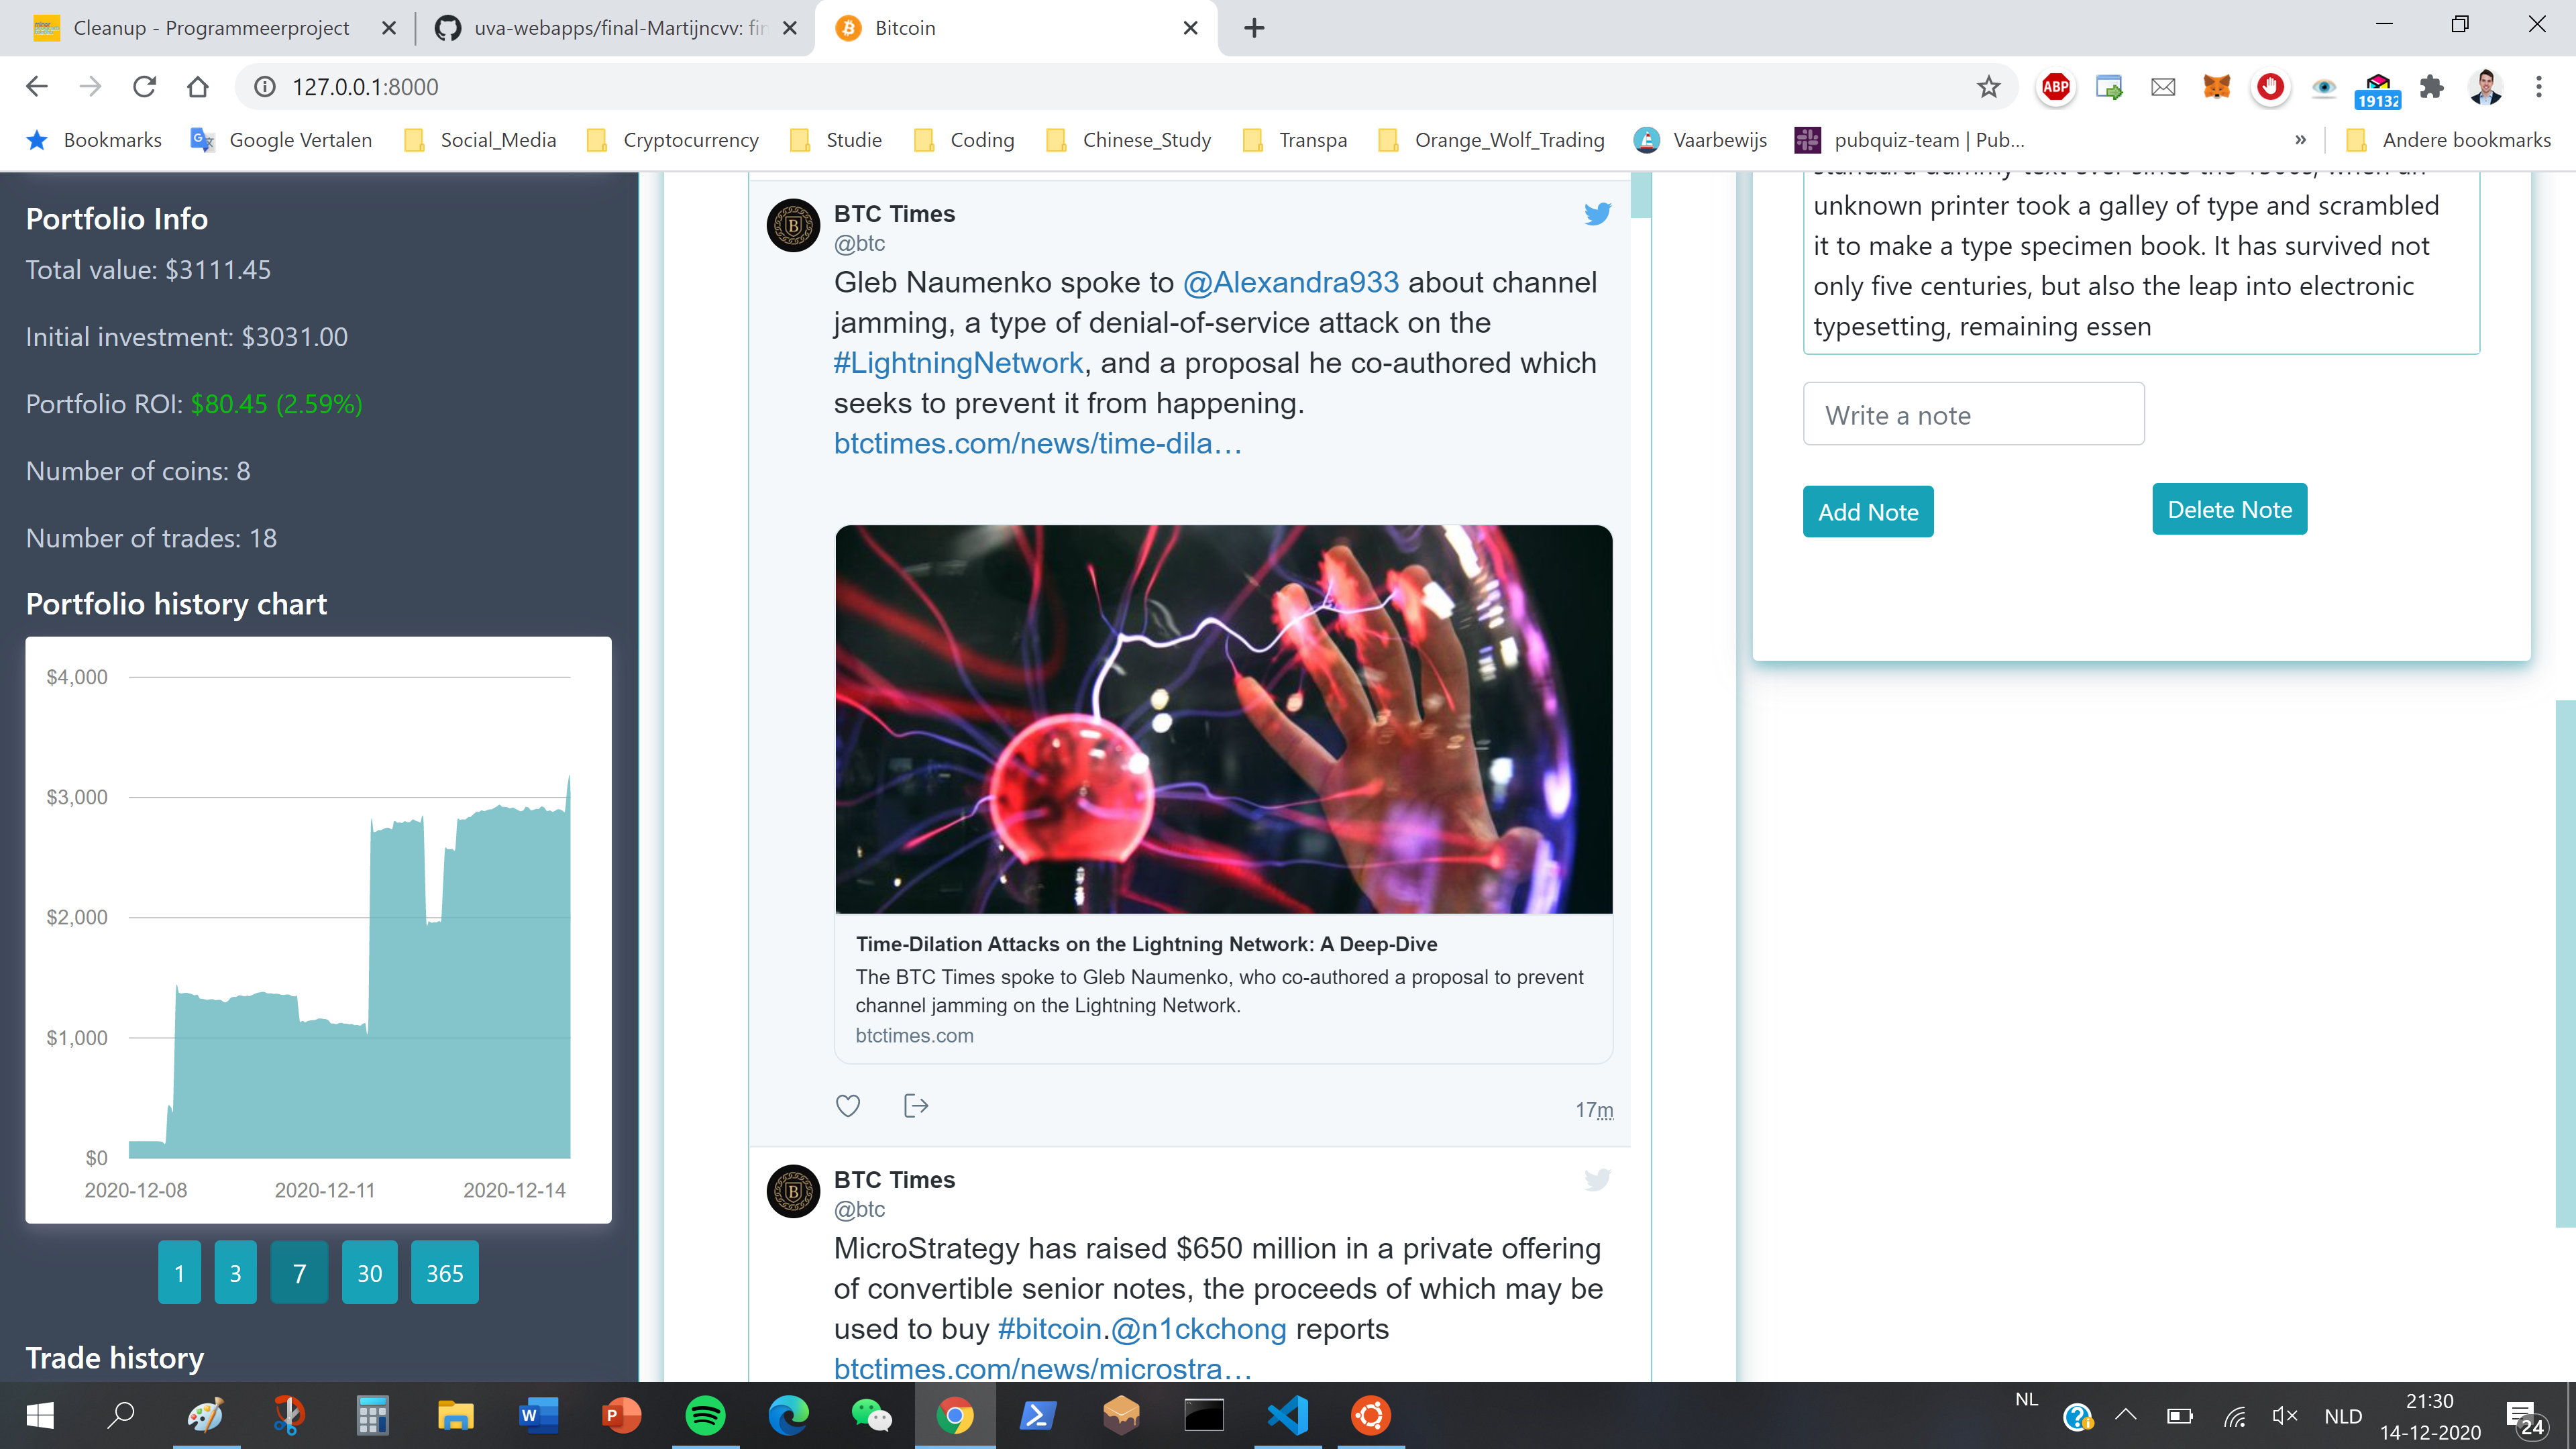 Cleanup - Programmeerproject
uva-webapps/final-Martijncvv: fin
Bitcoin
127.0.0.1:8000
ABP
19132
Bookmarks
Google Vertalen
Social_Media
Cryptocurrency
Studie
Coding
Chinese_Study
Transpa
Orange_Wolf_Trading
Vaarbewijs
pubquiz-team | Pub...
»
Andere bookmarks
Portfolio Info
Total value: $3111.45
Initial investment: $3031.00
Portfolio ROI: $80.45 (2.59%)
Number of coins: 8
Number of trades: 18
Portfolio history chart
$4,000
$3,000
$2,000
$1,000
$0
2020-12-08 2020-12-11 2020-12-14
1 3 7 30 365
Trade history
BTC Times
@btc
Gleb Naumenko spoke to @Alexandra933 about channel
jamming, a type of denial-of-service attack on the
#LightningNetwork, and a proposal he co-authored which
seeks to prevent it from happening.
btctimes.com/news/time-dila…
Time-Dilation Attacks on the Lightning Network: A Deep-Dive
The BTC Times spoke to Gleb Naumenko, who co-authored a proposal to prevent
channel jamming on the Lightning Network.
btctimes.com
17m
BTC Times
@btc
MicroStrategy has raised $650 million in a private offering
of convertible senior notes, the proceeds of which may be
used to buy #bitcoin.@n1ckchong reports
btctimes.com/news/microstra…
standard dummy text ever since the 1500s, when an
unknown printer took a galley of type and scrambled
it to make a type specimen book. It has survived not
only five centuries, but also the leap into electronic
typesetting, remaining essen
Write a note
Add Note
Delete Note
NL
NLD
21:30
14-12-2020
24